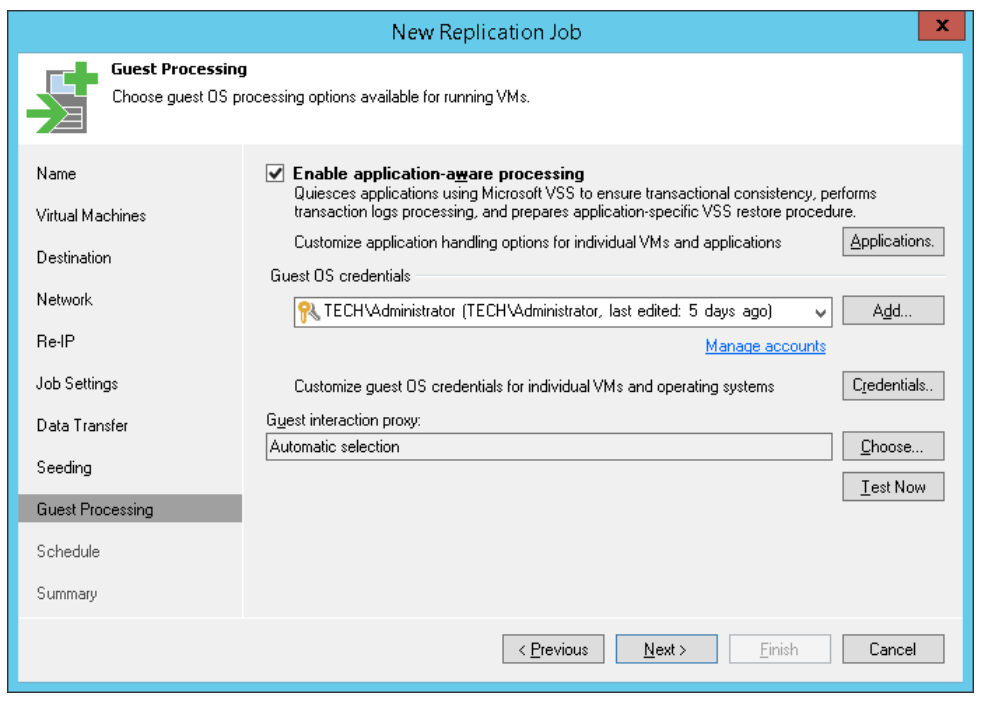 New Replication Job
x
Guest Processing
Choose guest OS processing options available for running VMs.
Name
Virtual Machines
Destination
Network
Re-IP
Job Settings
Data Transfer
Seeding
Guest Processing
Schedule
Summary
Enable application-aware processing
Quiesces applications using Microsoft VSS to ensure transactional consistency, performs
transaction logs processing, and prepares application-specific VSS restore procedure.
Customize application handling options for individual VMs and applications
Applications.
Guest OS credentials
TECH\Administrator (TECH\Administrator, last edited: 5 days ago)
Add...
Manage accounts
Customize guest OS credentials for individual VMs and operating systems
Credentials..
Guest interaction proxy:
Automatic selection
Choose...
Test Now
< Previous
Next >
Finish
Cancel